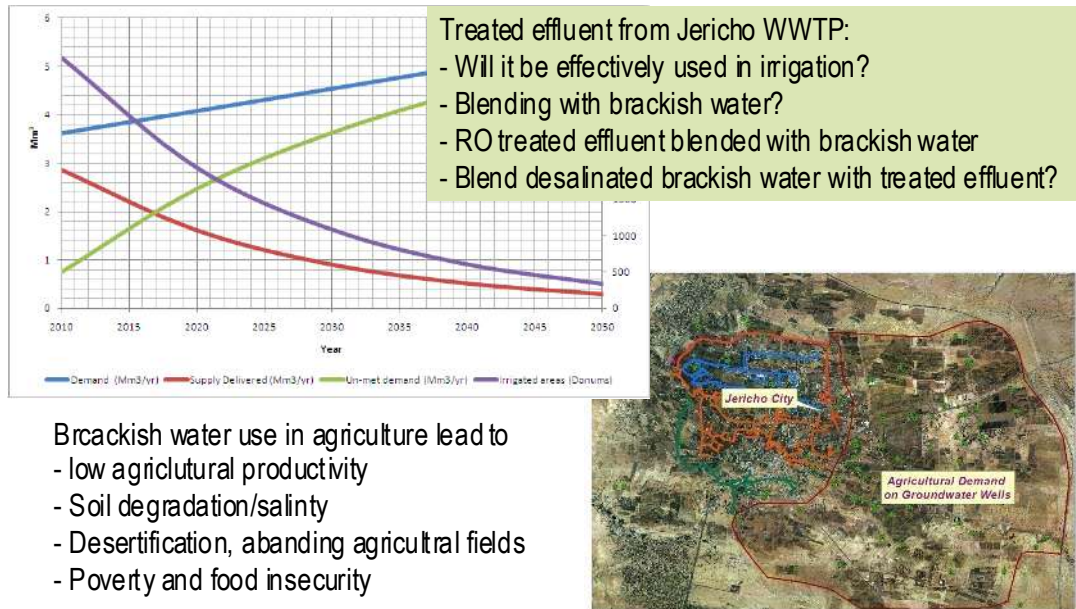 6
5
4
3
2
1
0
Mm³
1000
500
0
2010 2015 2020 2025 2030 2035 2040 2045 2050
Year
Demand (Mm3/yr) Supply Delivered (Mm3/yr) Un-met demand (Mm3/yr) Irrigated areas (Donums)
Treated effluent from Jericho WWTP:
- Will it be effectively used in irrigation?
- Blending with brackish water?
- RO treated effluent blended with brackish water
- Blend desalinated brackish water with treated effluent?
Brcackish water use in agriculture lead to
- low agriclutural productivity
- Soil degradation/salinty
- Desertification, abanding agricultral fields
- Poverty and food insecurity
Jericho City
Agricultural Demand
on Groundwater Wells